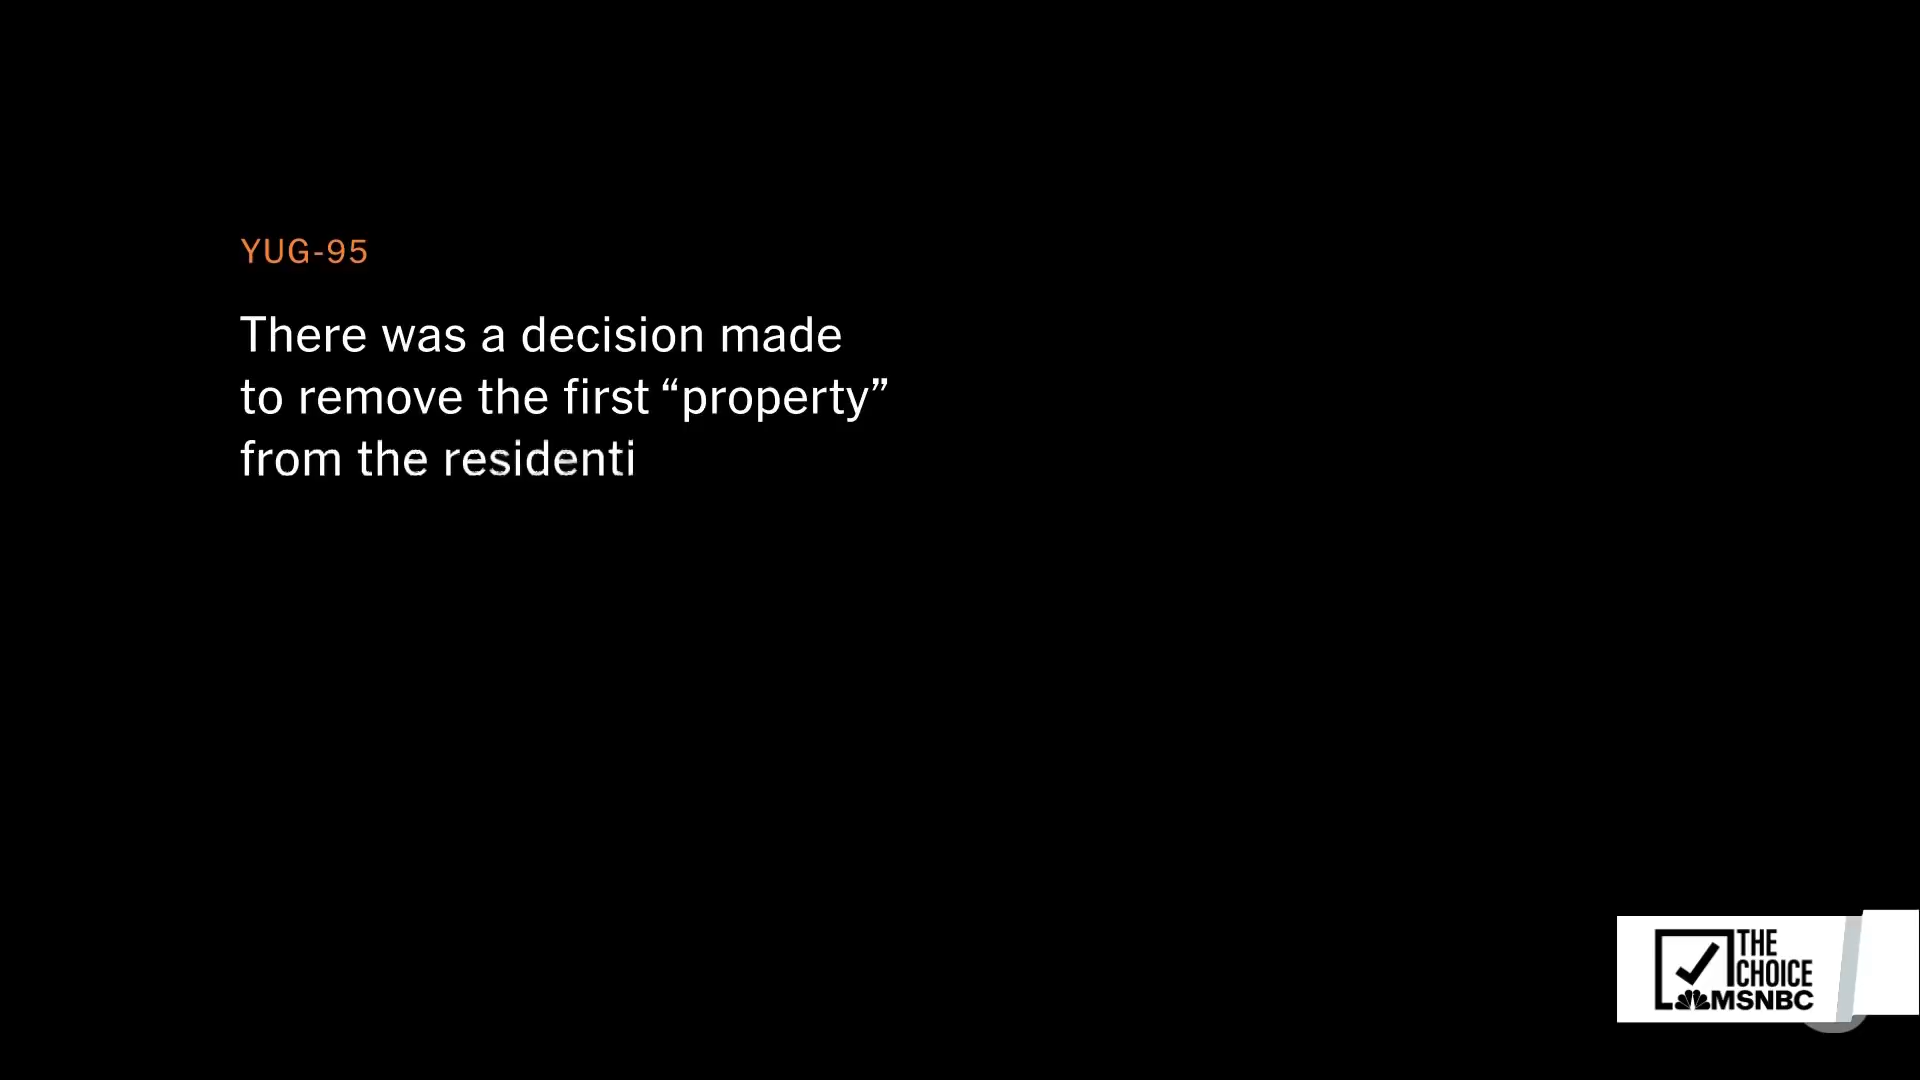 YUG-95
There was a decision made
to remove the first “property”
from the residenti
THE
CHOICE
MSNBC